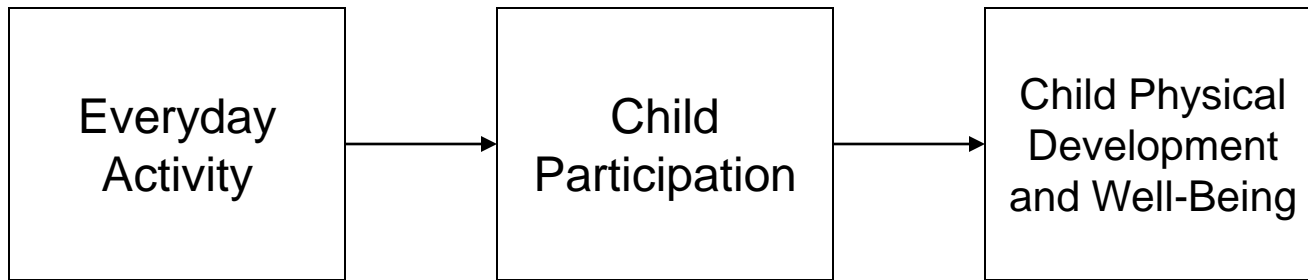 Everyday
Activity
Child
Participation
Child Physical
Development
and Well-Being